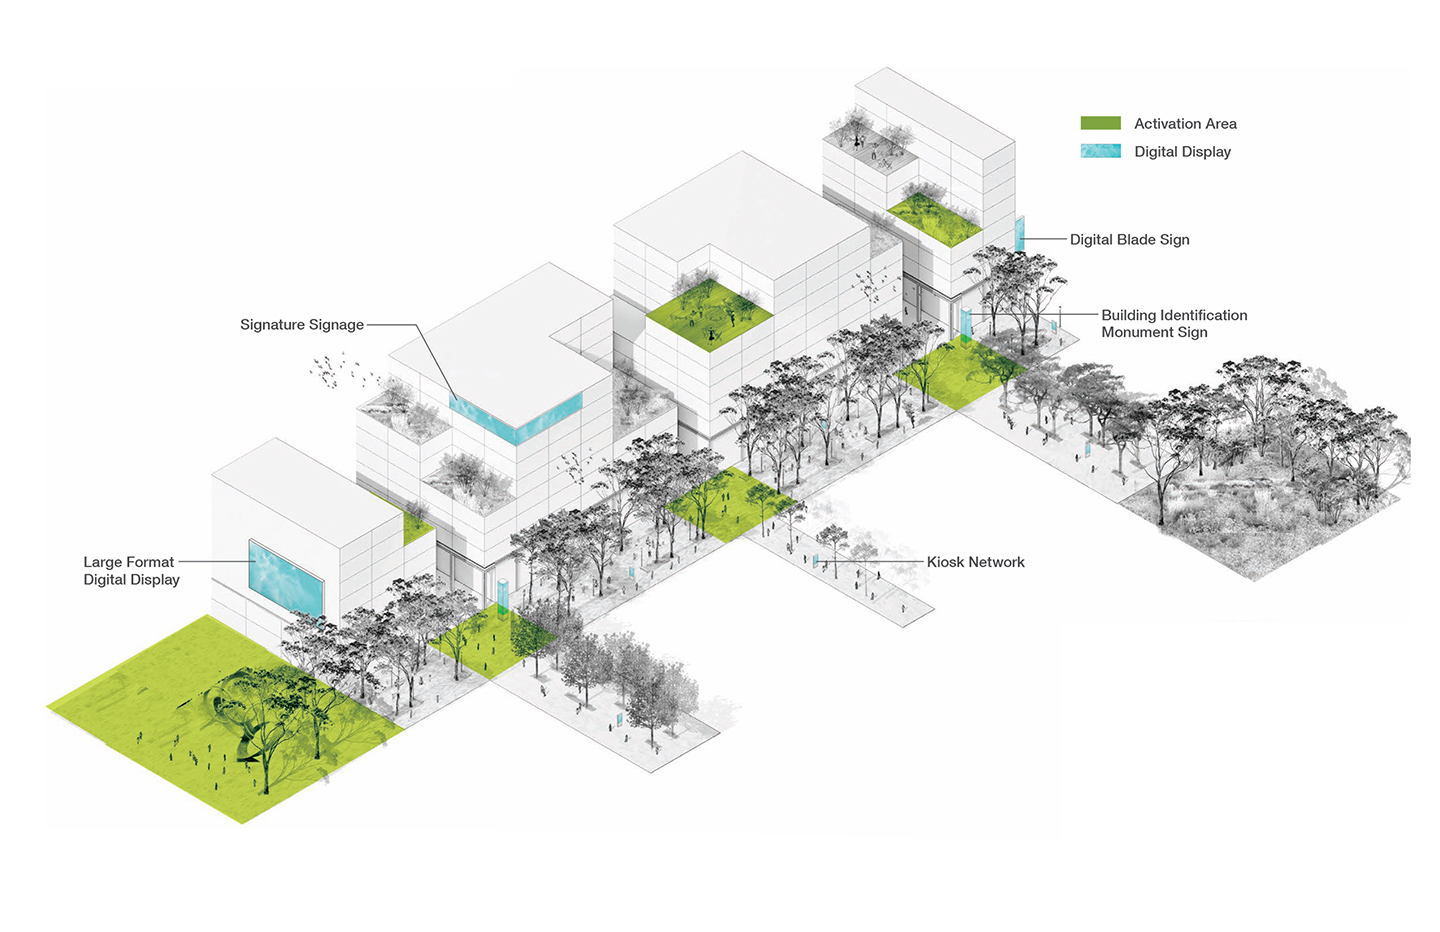 Activation Area
Digital Display
Digital Blade Sign
Building Identification
Monument Sign
Signature Signage
Large Format
Digital Display
Kiosk Network